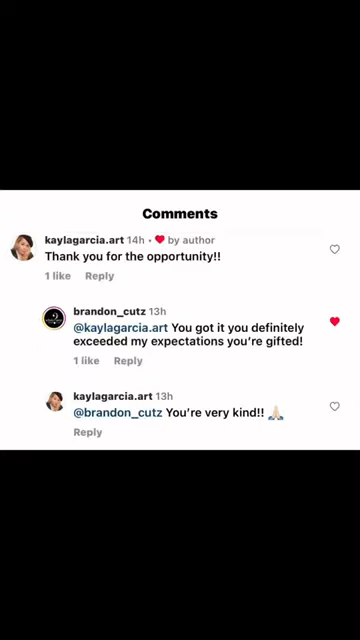 Comments
kaylagarcia.art 14h • ❤️ by author
Thank you for the opportunity!!
1 like Reply
brandon_cutz 13h
@kaylagarcia.art You got it you definitely
exceeded my expectations you're gifted!
1 like Reply
kaylagarcia.art 13h
@brandon_cutz You're very kind!! 🙏🏻
Reply